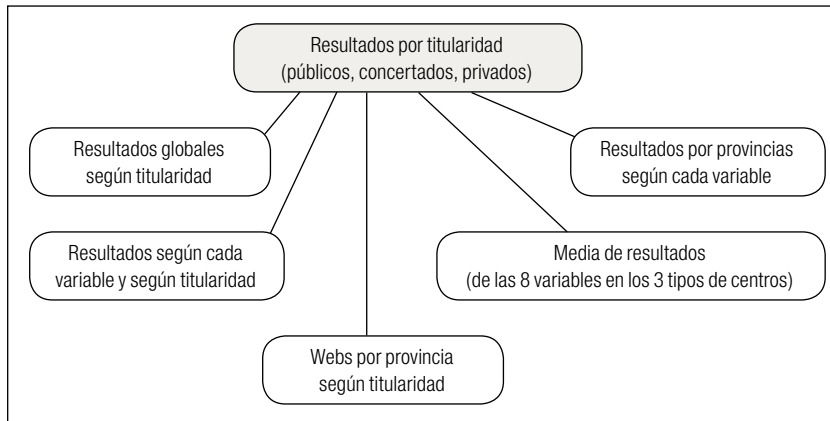 Resultados por titularidad
(públicos, concertados, privados)
Resultados globales
según titularidad
Resultados por provincias
según cada variable
Resultados según cada
variable y según titularidad
Media de resultados
(de las 8 variables en los 3 tipos de centros)
Webs por provincia
según titularidad